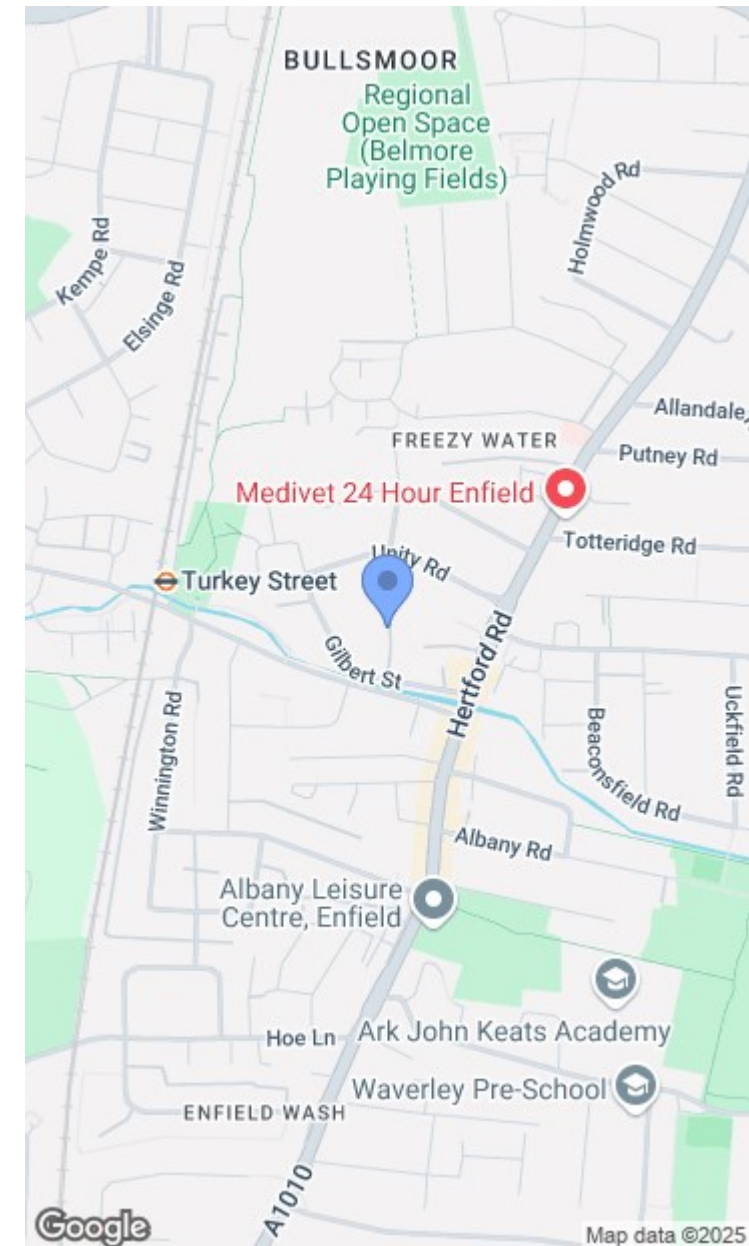 BULLSMOOR
Regional
Open Space
(Belmore
Playing Fields)
Holmwood Rd
Kempe Rd
Elsinge Rd
Allandale
FREEZY WATER
Putney Rd
Medivet 24 Hour Enfield
Totteridge Rd
Unity Rd
Turkey Street
Gilbert St
Hertford Rd
Winnington Rd
Beaconsfield Rd
Uckfield Rd
Albany Rd
Albany Leisure
Centre, Enfield
Hoe Ln
Ark John Keats Academy
Waverley Pre-School
ENFIELD WASH
A1010
Google
Map data ©2025